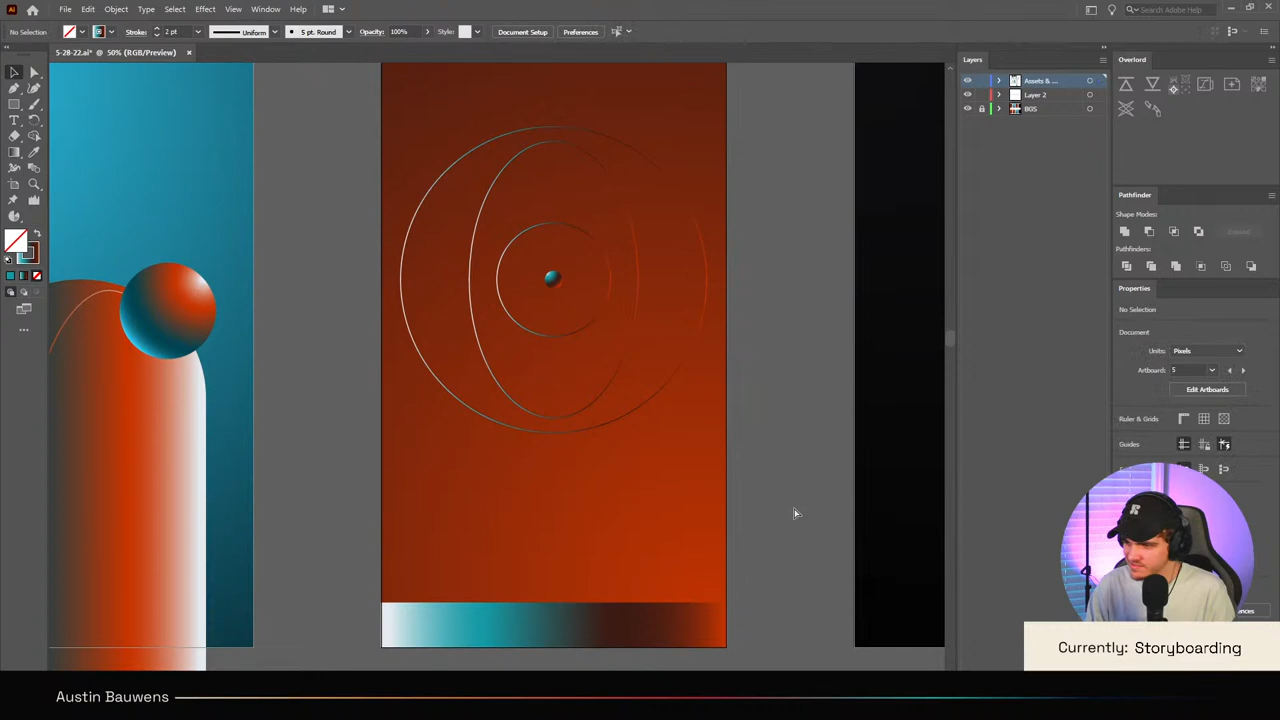 Ai
File Edit Object Type Select Effect View Window Help
Search Adobe Help
No Selection Stroke: 2 pt. Uniform 5 pt. Round Opacity: 100% Style: Document Setup Preferences
5-28-22.ai* @ 50% (RGB/Preview)
Layers
Assets & ...
Layer 2
BGS
Overlord
Pathfinder
Shape Modes:
Expand
Pathfinders:
Properties
No Selection
Document
Units: Pixels
Artboard: 5
Edit Artboards
Ruler & Grids
Guides
R
Currently: Storyboarding
Austin Bauwens